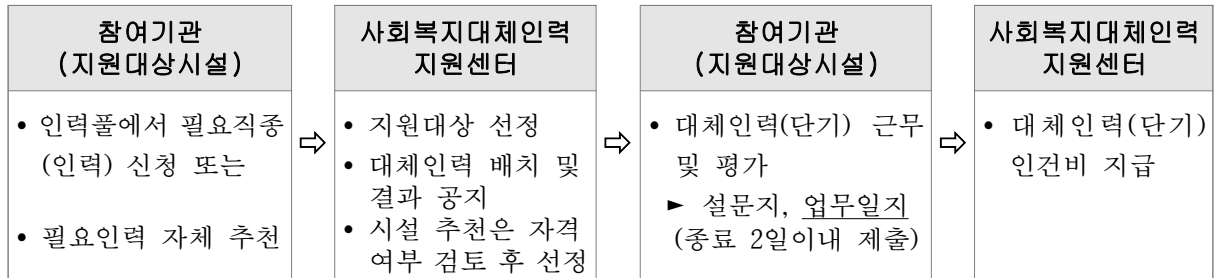 참여기관
(지원대상시설)
• 인력풀에서 필요직종
(인력) 신청 또는
• 필요인력 자체 추천
⇨
사회복지대체인력
지원센터
• 지원대상 선정
• 대체인력 배치 및
결과 공지
• 시설 추천은 자격
여부 검토 후 선정
⇨
참여기관
(지원대상시설)
• 대체인력(단기) 근무
및 평가
► 설문지, 업무일지
(종료 2일이내 제출)
⇨
사회복지대체인력
지원센터
• 대체인력(단기)
인건비 지급